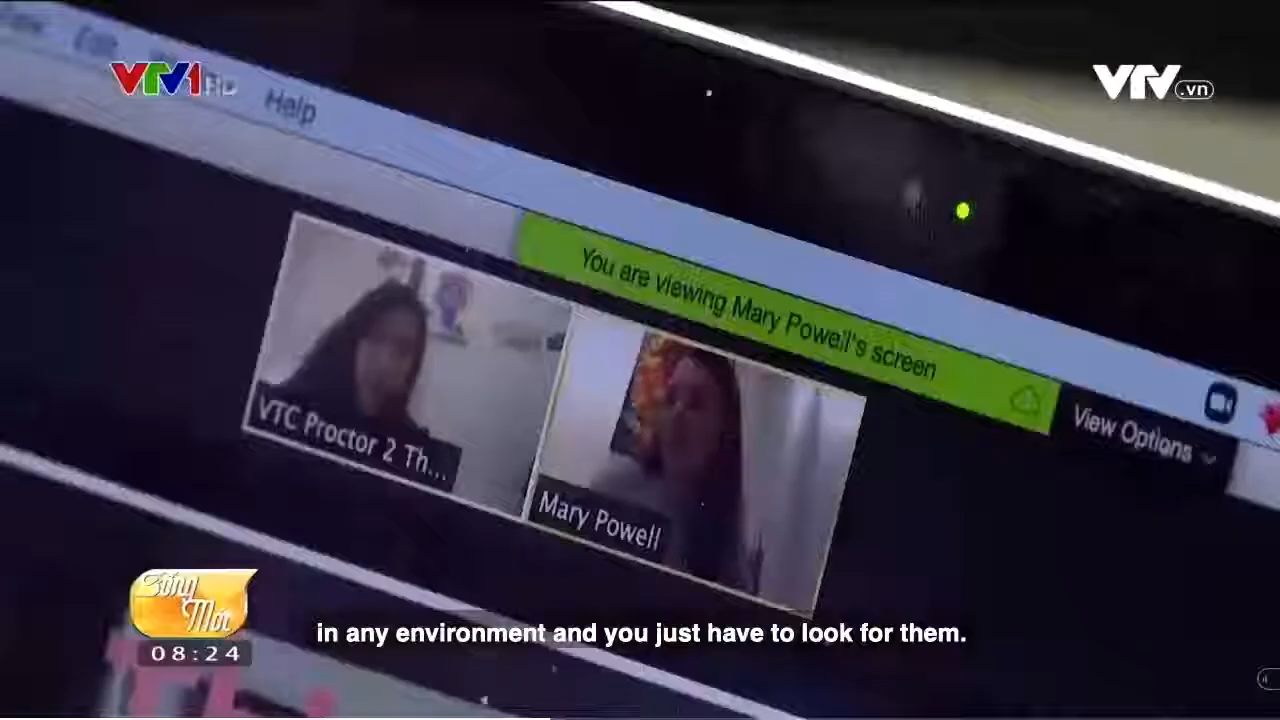 Edit
Help
VTV1
VTV.vn
You are viewing Mary Powell's screen
View Options
VTC Proctor 2 Th...
Mary Powell
Sống Mới
08:24
in any environment and you just have to look for them.